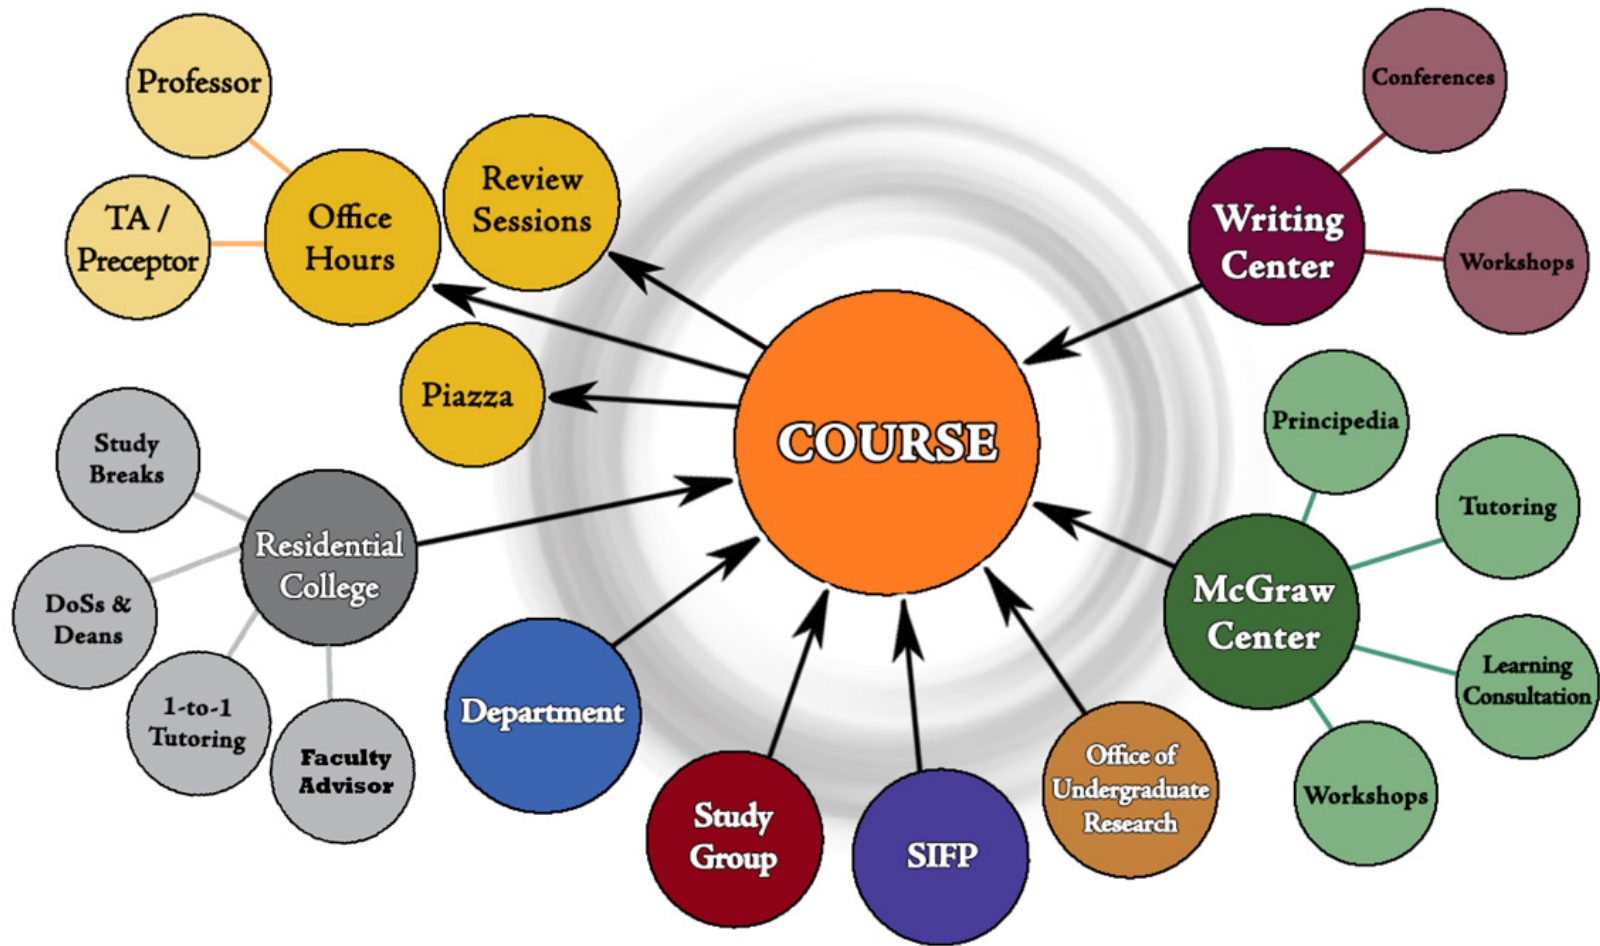 Professor
TA /
Preceptor
Office
Hours
Review
Sessions
Piazza
COURSE
Writing
Center
Conferences
Workshops
Principedia
Tutoring
McGraw
Center
Learning
Consultation
Workshops
Study
Breaks
Residential
College
DoSs &
Deans
1-to-1
Tutoring
Faculty
Advisor
Department
Study
Group
SIFP
Office of
Undergraduate
Research